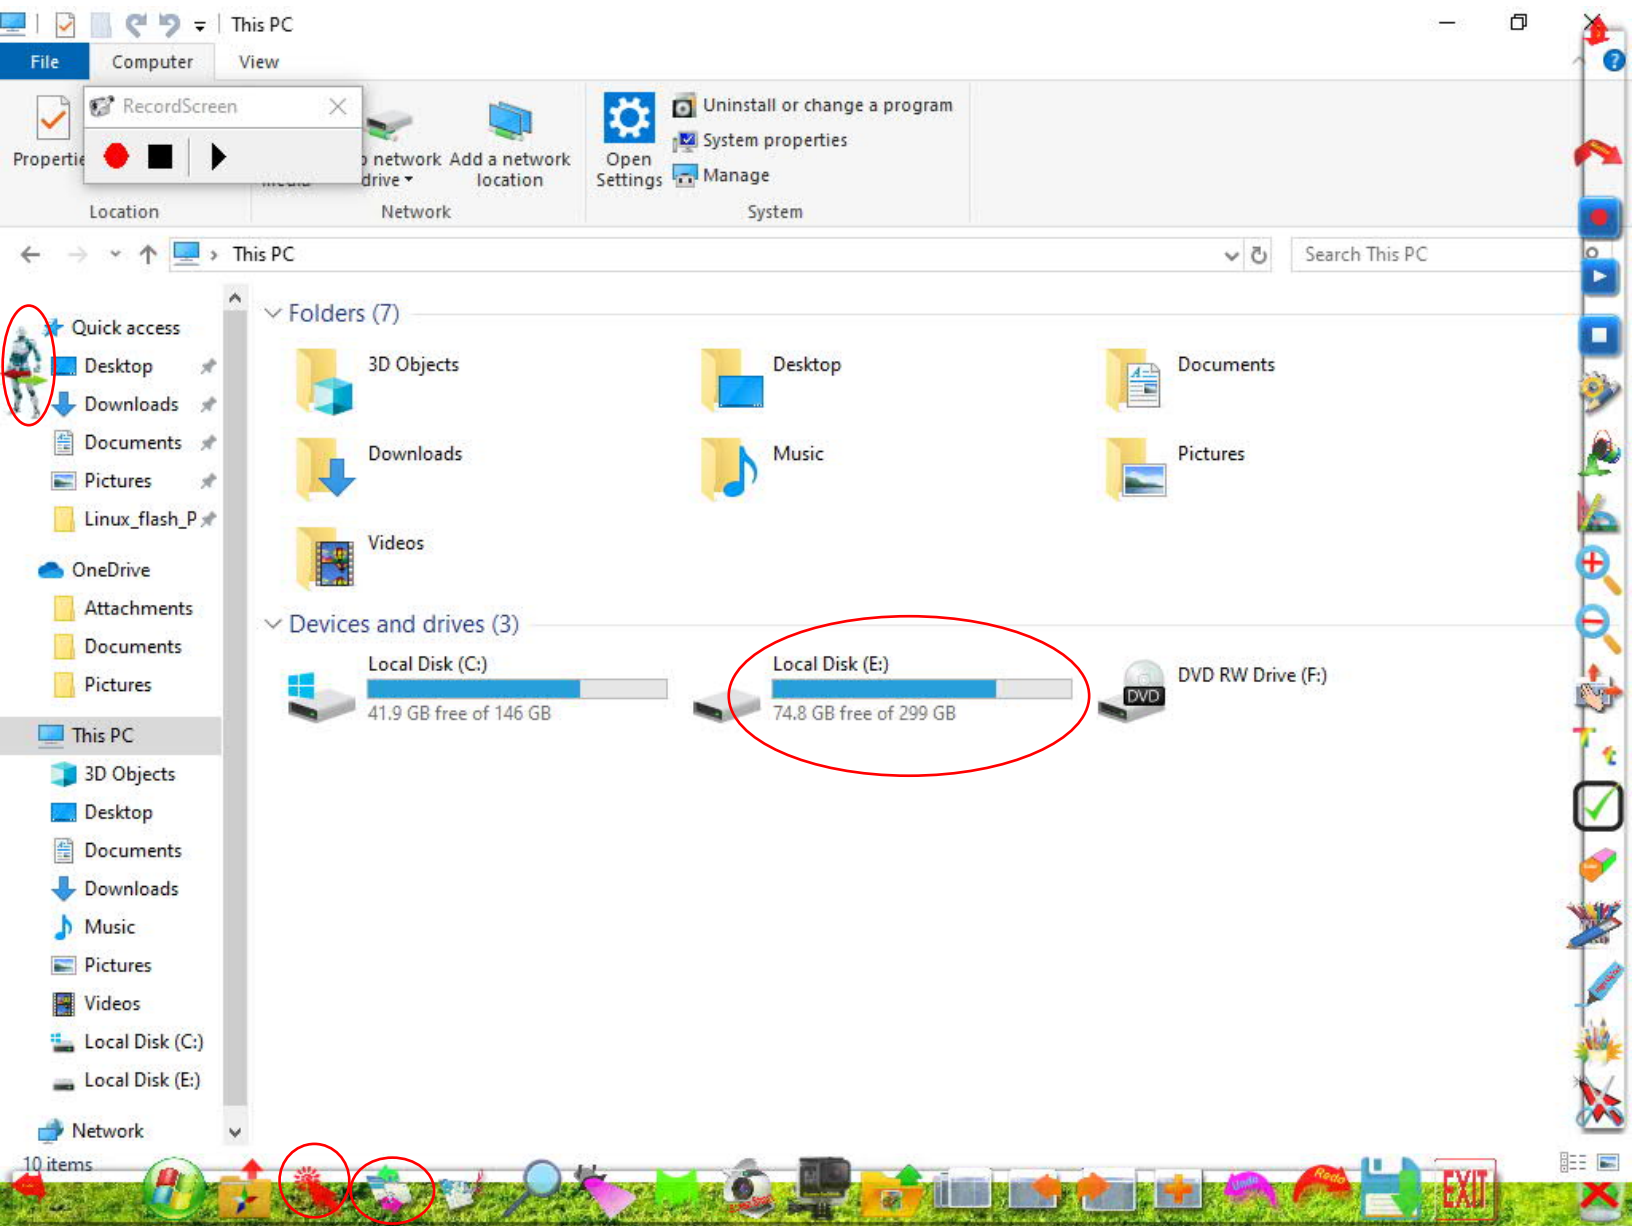 This PC
File Computer View
RecordScreen
Uninstall or change a program
System properties
Manage
network
drive
Add a network
location
Open
Settings
Location
Network
System
This PC
Search This PC
Quick access
Desktop
Downloads
Documents
Pictures
Linux_flash_P
OneDrive
Attachments
Documents
Pictures
This PC
3D Objects
Desktop
Documents
Downloads
Music
Pictures
Videos
Local Disk (C:)
Local Disk (E:)
Network
Folders (7)
3D Objects
Desktop
Documents
Downloads
Music
Pictures
Videos
Devices and drives (3)
Local Disk (C:)
41.9 GB free of 146 GB
Local Disk (E:)
74.8 GB free of 299 GB
DVD RW Drive (F:)
DVD
T t
10 items
Undo
Redo
EXIT